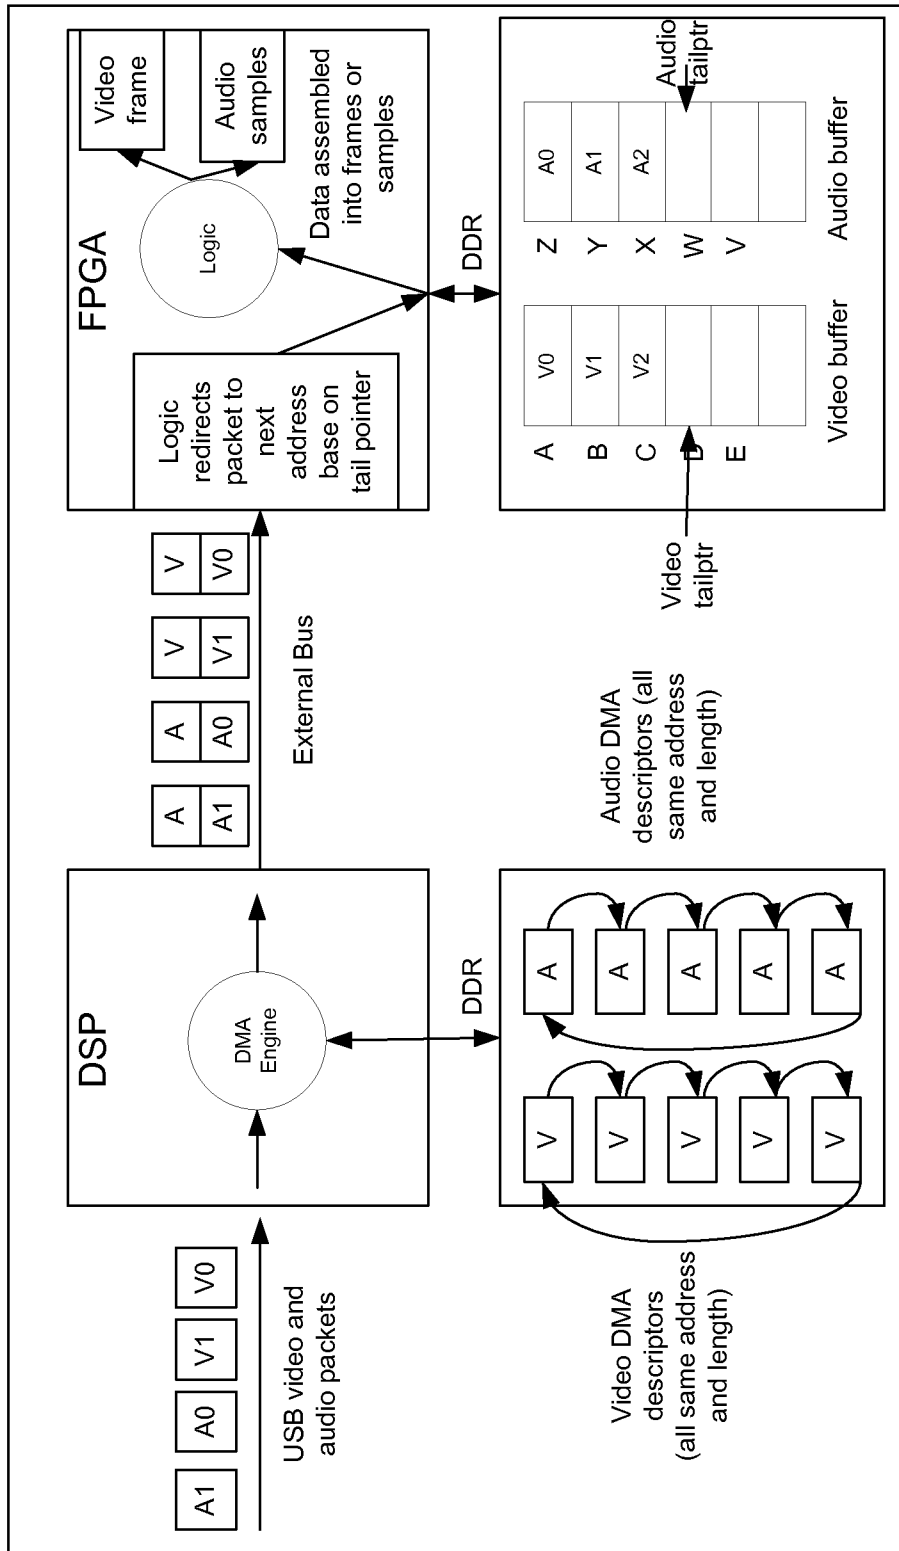 A1
A0
V1
V0
USB video and
audio packets
DSP
DMA
Engine
A
A1
A
A0
V
V1
V
V0
External Bus
FPGA
Logic
redirects
packet to
next
address
base on
tail pointer
Logic
Video
frame
Audio
samples
Data assembled
into frames or
samples
DDR
DDR
Video DMA
descriptors
(all same address
and length)
V
V
V
V
V
A
A
A
A
A
Audio DMA
descriptors (all
same address
and length)
Video
tailptr
A
B
C
D
E
V0
V1
V2
Video buffer
Z
Y
X
W
V
A0
A1
A2
Audio buffer
Audio
tailptr